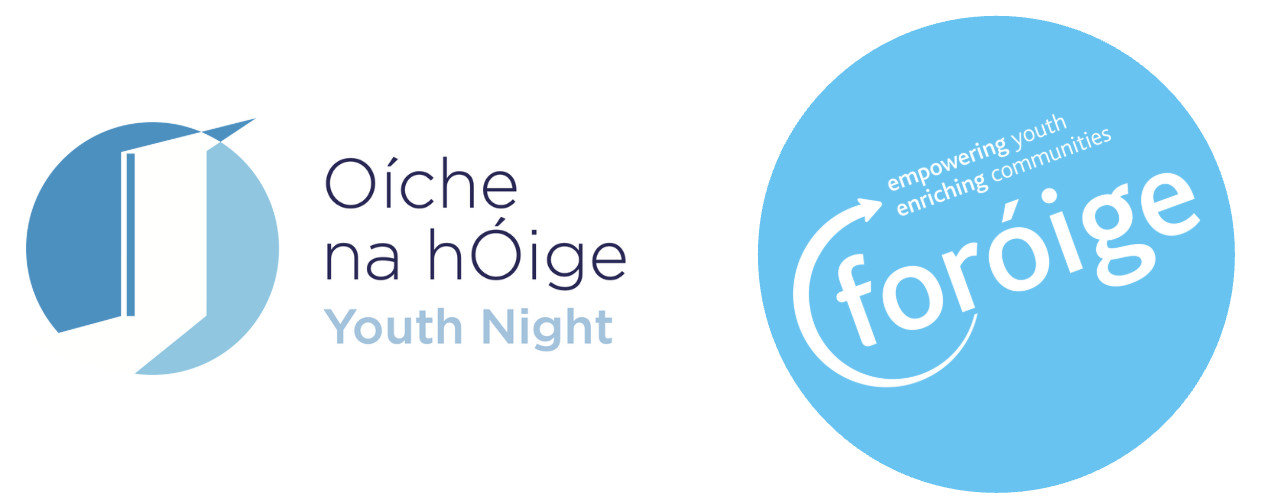 Oíche
na hÓige
Youth Night
empowering youth
enriching communities
foróige